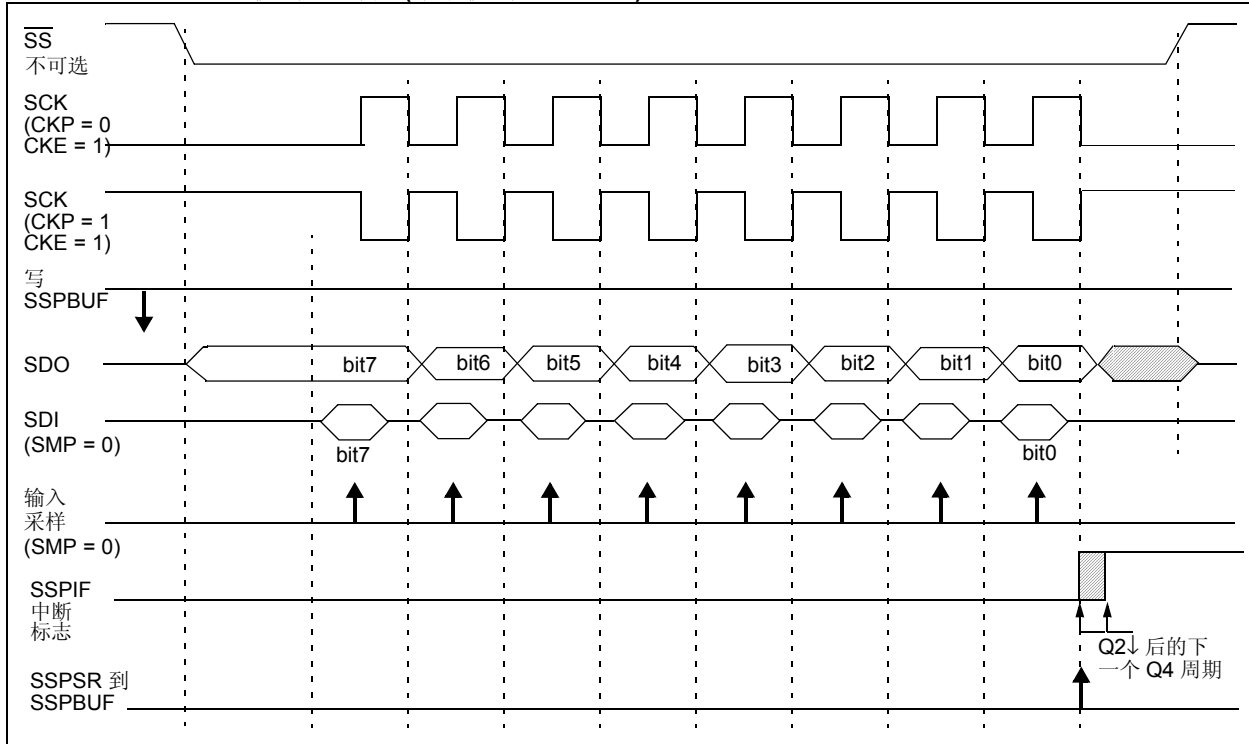 SS
不可选
SCK
(CKP = 0
CKE = 1)
SCK
(CKP = 1
CKE = 1)
写
SSPBUF
SDO
bit7 bit6 bit5 bit4 bit3 bit2 bit1 bit0
SDI
(SMP = 0)
bit7 bit0
输入
采样
(SMP = 0)
SSPIF
中断
标志
Q2↓ 后的下
一个 Q4 周期
SSPSR 到
SSPBUF